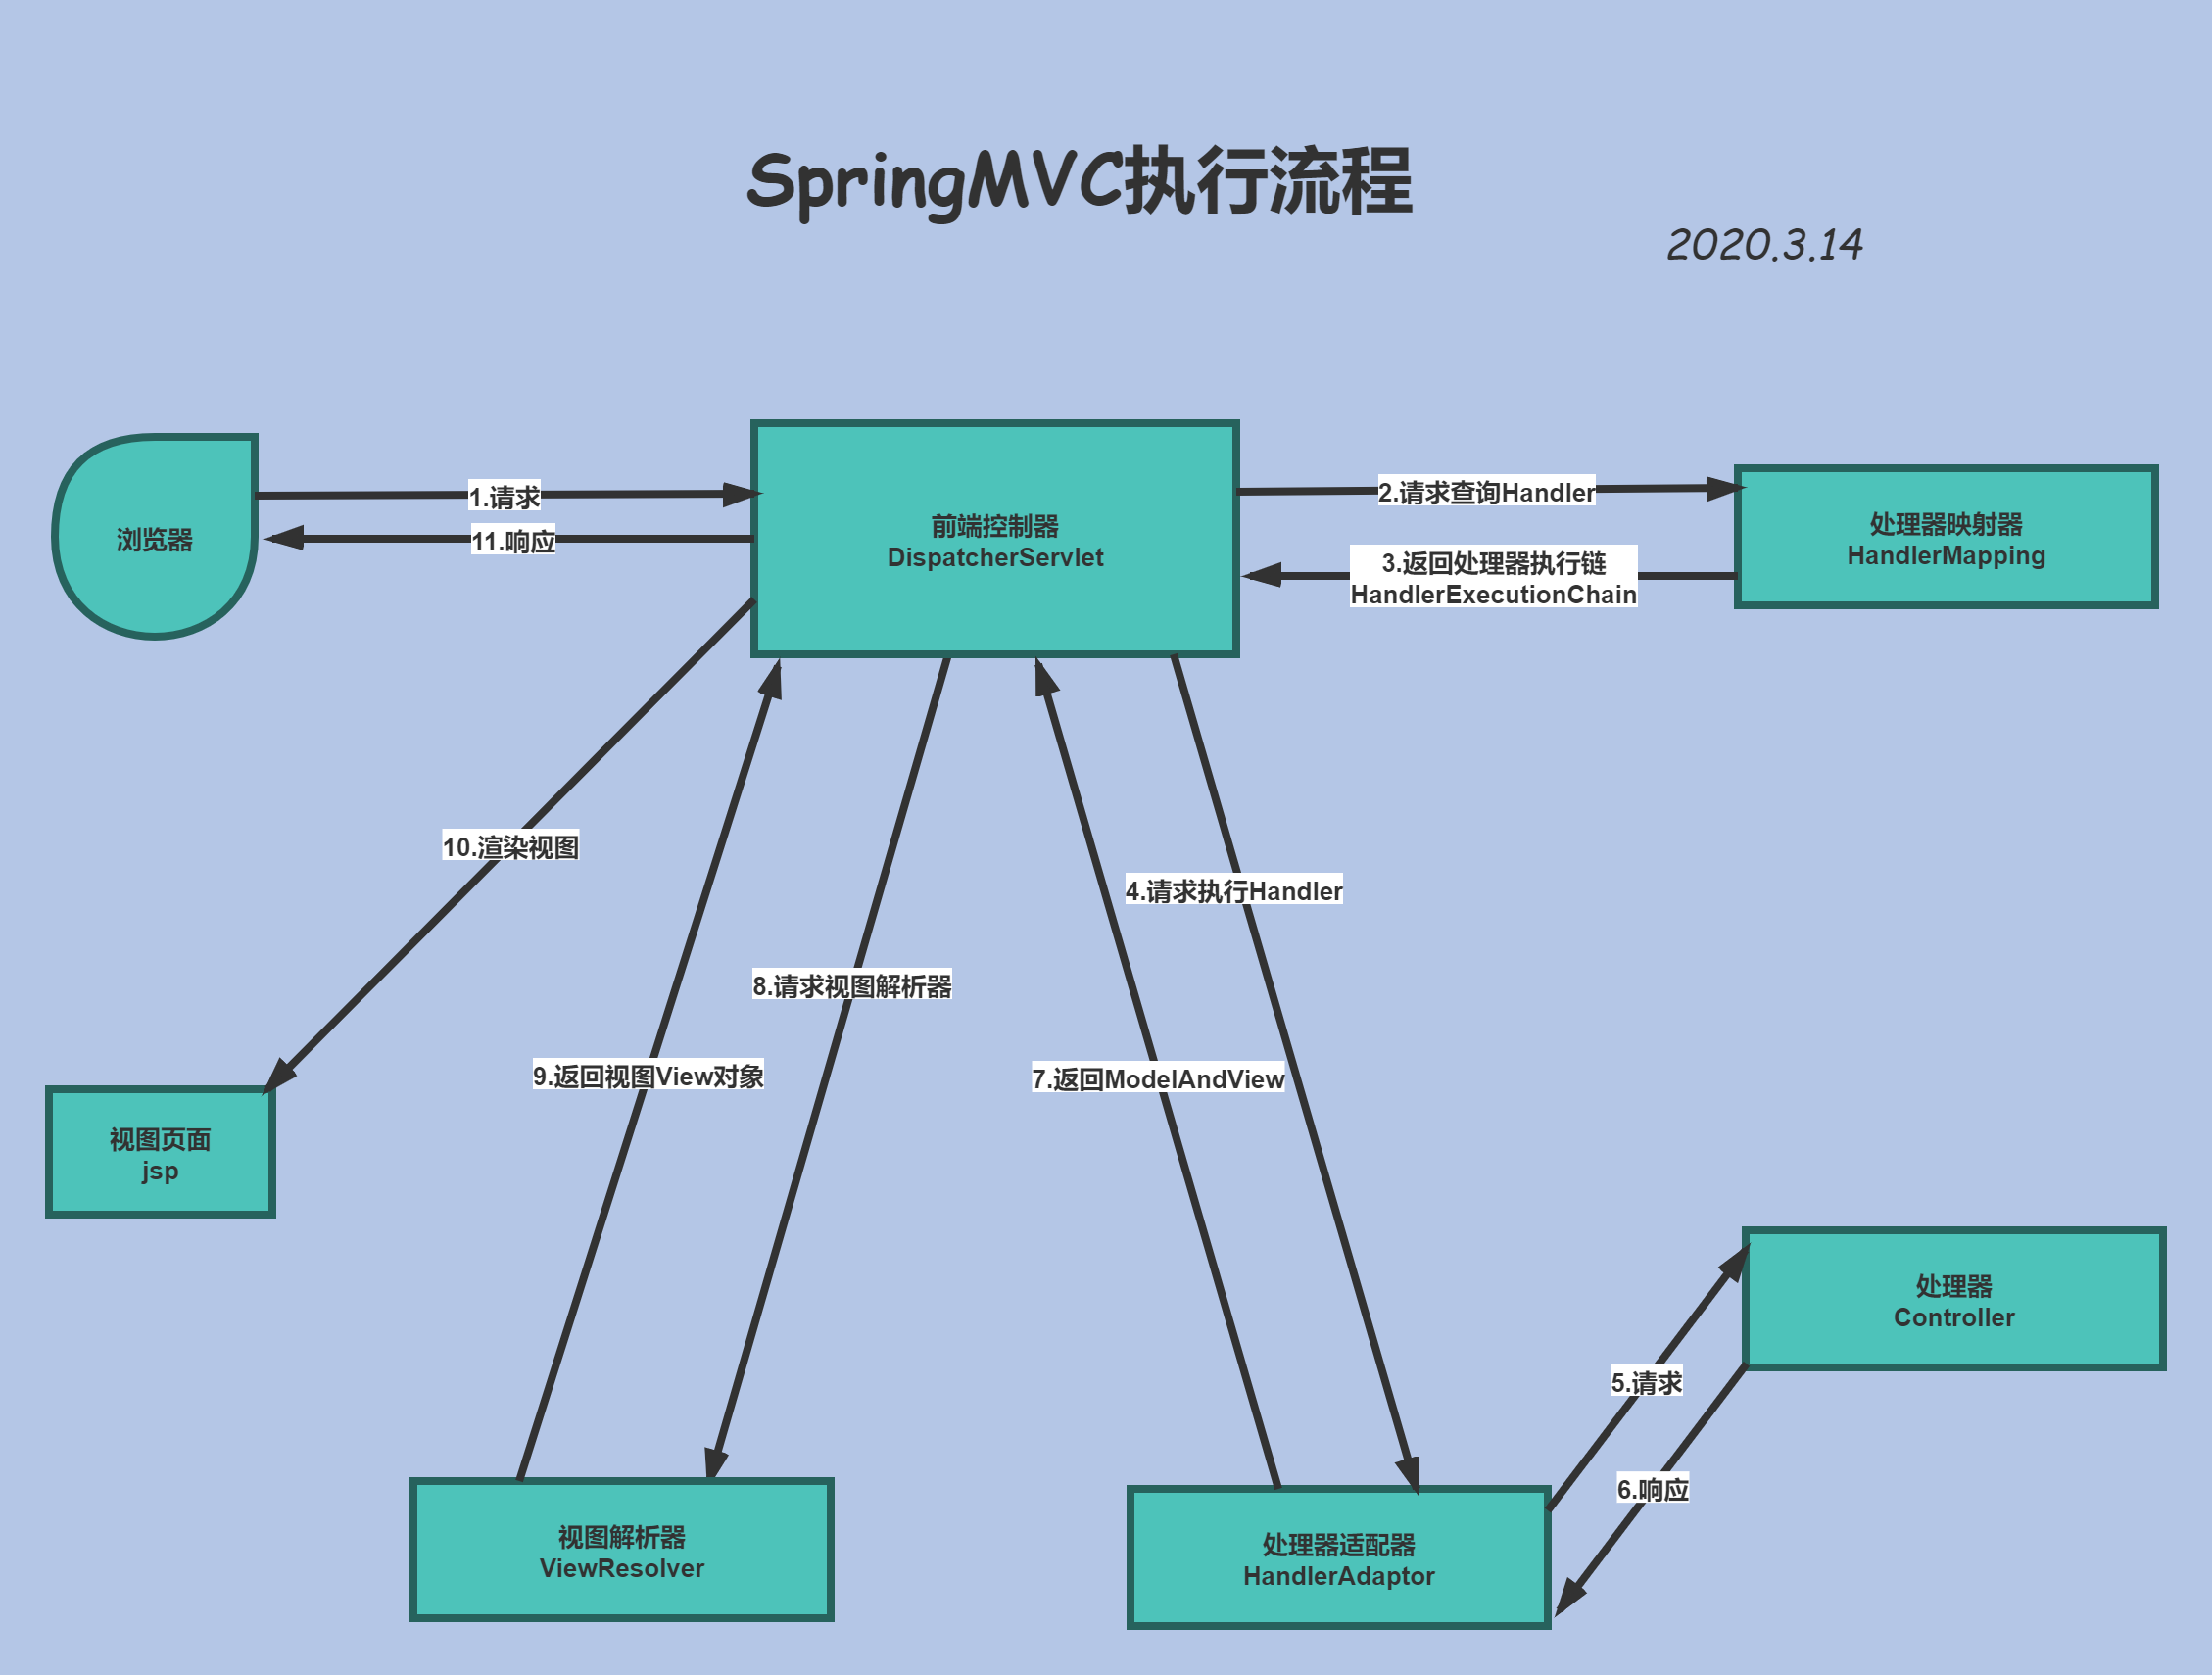 SpringMVC执行流程
2020.3.14
浏览器
1.请求
11.响应
前端控制器
DispatcherServlet
2.请求查询Handler
3.返回处理器执行链
HandlerExecutionChain
处理器映射器
HandlerMapping
10.渲染视图
4.请求执行Handler
8.请求视图解析器
9.返回视图View对象
7.返回ModelAndView
视图页面
jsp
处理器
Controller
5.请求
6.响应
视图解析器
ViewResolver
处理器适配器
HandlerAdaptor